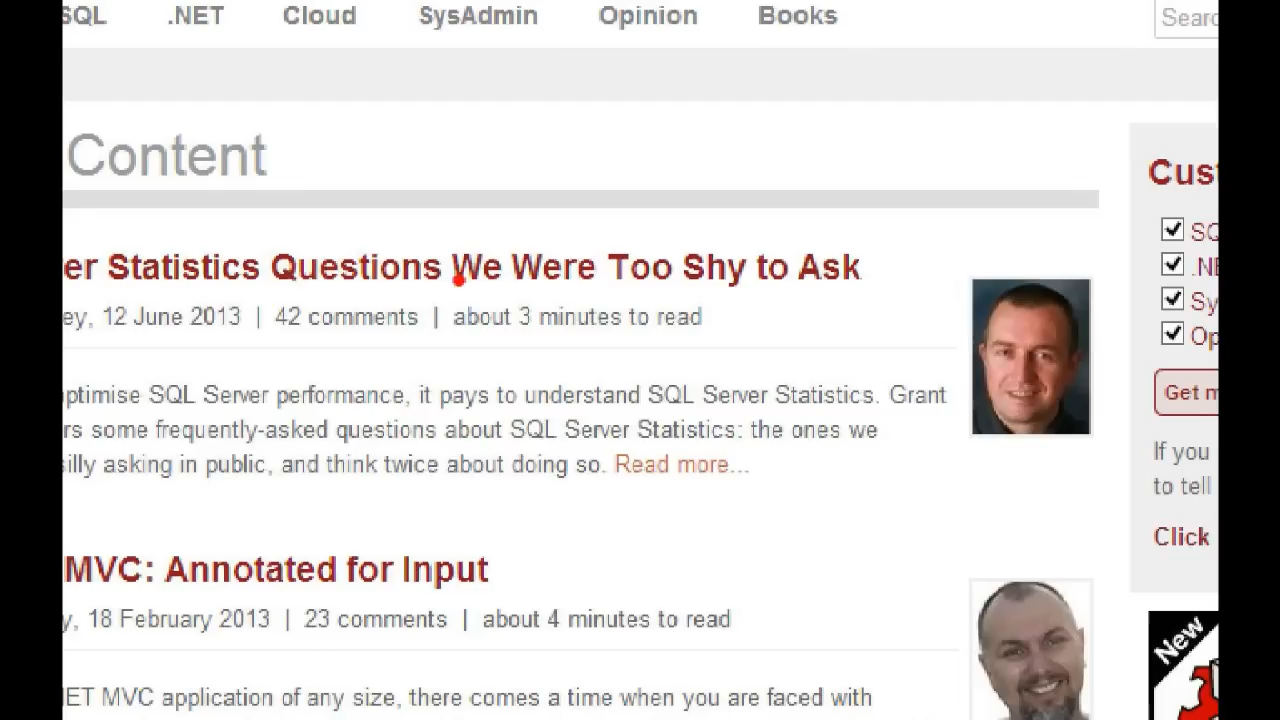 SQL .NET Cloud SysAdmin Opinion Books Searc
Content
er Statistics Questions We Were Too Shy to Ask
ey, 12 June 2013 | 42 comments | about 3 minutes to read
ptimise SQL Server performance, it pays to understand SQL Server Statistics. Grant
rs some frequently-asked questions about SQL Server Statistics: the ones we
silly asking in public, and think twice about doing so. Read more...
MVC: Annotated for Input
y, 18 February 2013 | 23 comments | about 4 minutes to read
ET MVC application of any size, there comes a time when you are faced with
Cus
SQ
.NE
Sy
Op
Get m
If you
to tell
Click
New